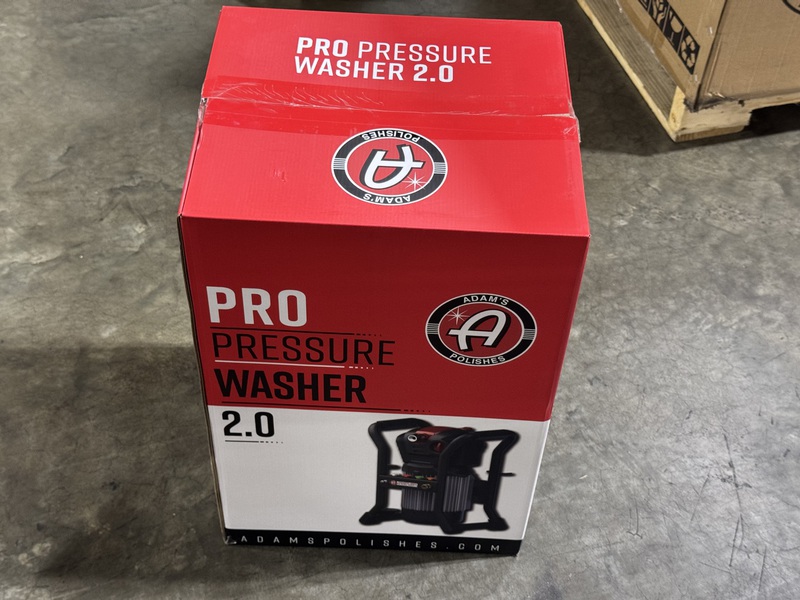 PRO PRESSURE
WASHER 2.0
ADAM'S
A
POLISHES
PRO
PRESSURE
WASHER
2.0
ADAM'S
A
POLISHES
ADAMSPOLISHES.COM